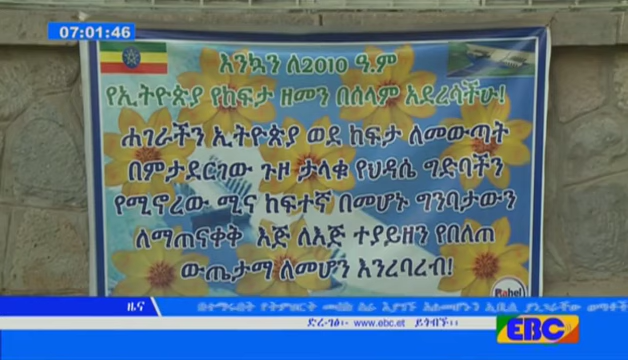 07:01:46
እንኳን ለ2010 ዓ.ም
የኢትዮጵያ የከፍታ ዘመን በሰላም አደረሳችሁ!
ሐገራችን ኢትዮጵያ ወደ ከፍታ ለመውጣት
በምታደርገው ጉዞ ታላቁ የህዳሴ ግድባችን
የሚኖረው ሚና ከፍተኛ በመሆኑ ግንባታውን
ለማጠናቀቅ እጅ ለእጅ ተያይዘን የበለጠ
ውጤታማ ለመሆን እንረባረብ!
Rahel
ዜና
ድረ-ገፅ፡- www.ebc.et ይጎብኙ፡፡
EBC